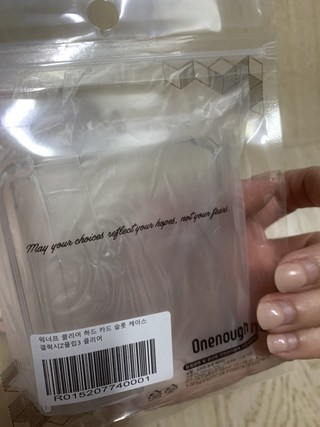 May your choices reflect your hopes, not your fears.
워너프 클리어 하드 카드 슬롯 케이스
갤럭시Z플립3 클리어
R015207740001
Onenough